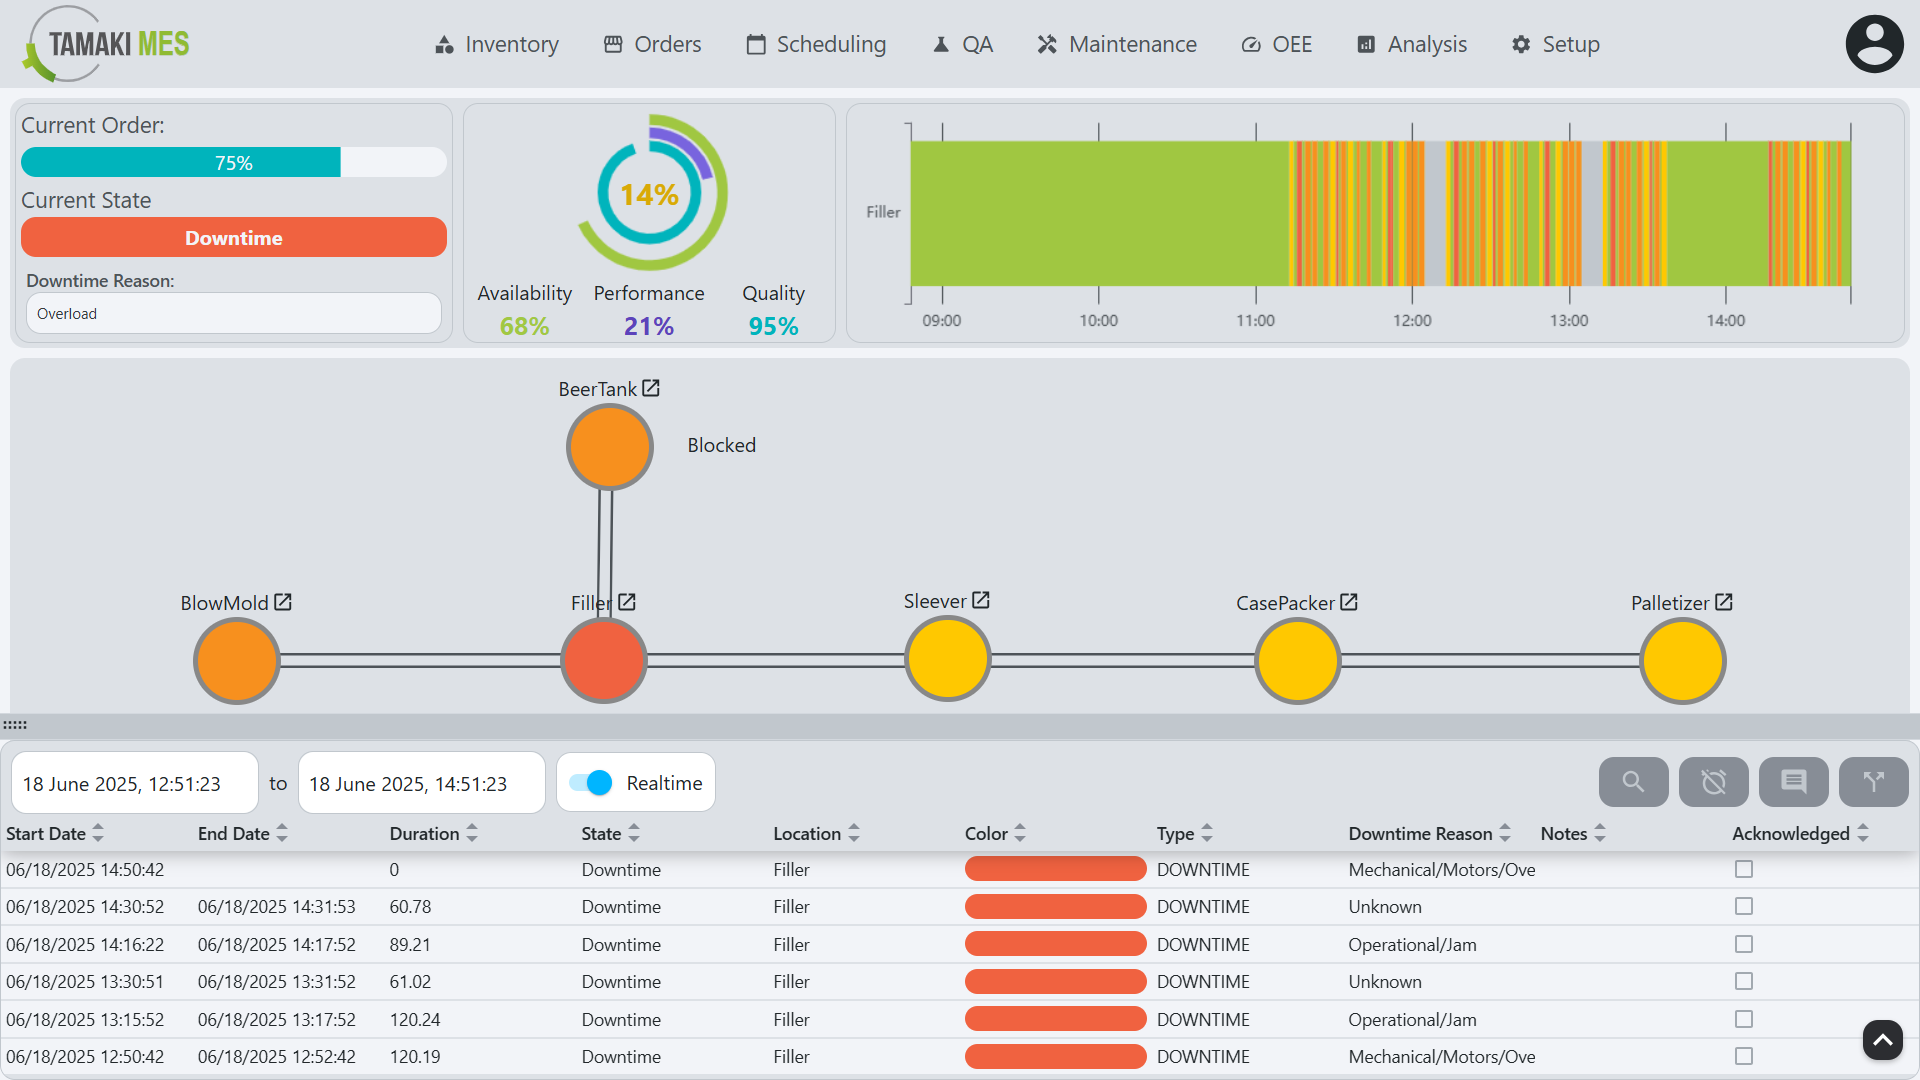 TAMAKI MES
Inventory Orders Scheduling QA Maintenance OEE Analysis Setup
Current Order:
75%
Current State
Downtime
Downtime Reason:
Overload
14%
Availability Performance Quality
68% 21% 95%
Filler
09:00 10:00 11:00 12:00 13:00 14:00
BeerTank
Blocked
BlowMold Filler Sleever CasePacker Palletizer
18 June 2025, 12:51:23 to 18 June 2025, 14:51:23 Realtime
Start Date End Date Duration State Location Color Type Downtime Reason Notes Acknowledged
06/18/2025 14:50:42 0 Downtime Filler DOWNTIME Mechanical/Motors/Ove
06/18/2025 14:30:52 06/18/2025 14:31:53 60.78 Downtime Filler DOWNTIME Unknown
06/18/2025 14:16:22 06/18/2025 14:17:52 89.21 Downtime Filler DOWNTIME Operational/Jam
06/18/2025 13:30:51 06/18/2025 13:31:52 61.02 Downtime Filler DOWNTIME Unknown
06/18/2025 13:15:52 06/18/2025 13:17:52 120.24 Downtime Filler DOWNTIME Operational/Jam
06/18/2025 12:50:42 06/18/2025 12:52:42 120.19 Downtime Filler DOWNTIME Mechanical/Motors/Ove